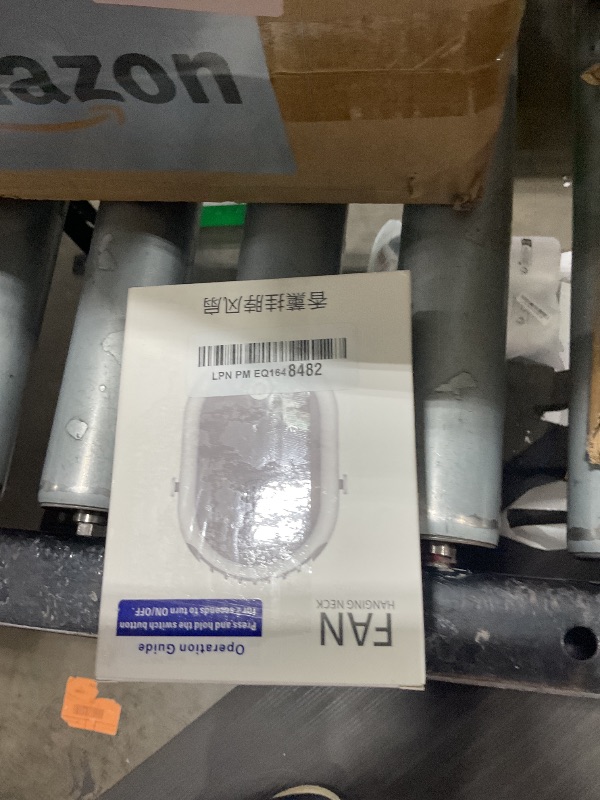 azon
香薰挂脖风扇
LPN PM EQ1648482
FAN
HANGING NECK
Operation Guide
Press and hold the switch button
For 2 seconds to turn ON/OFF.